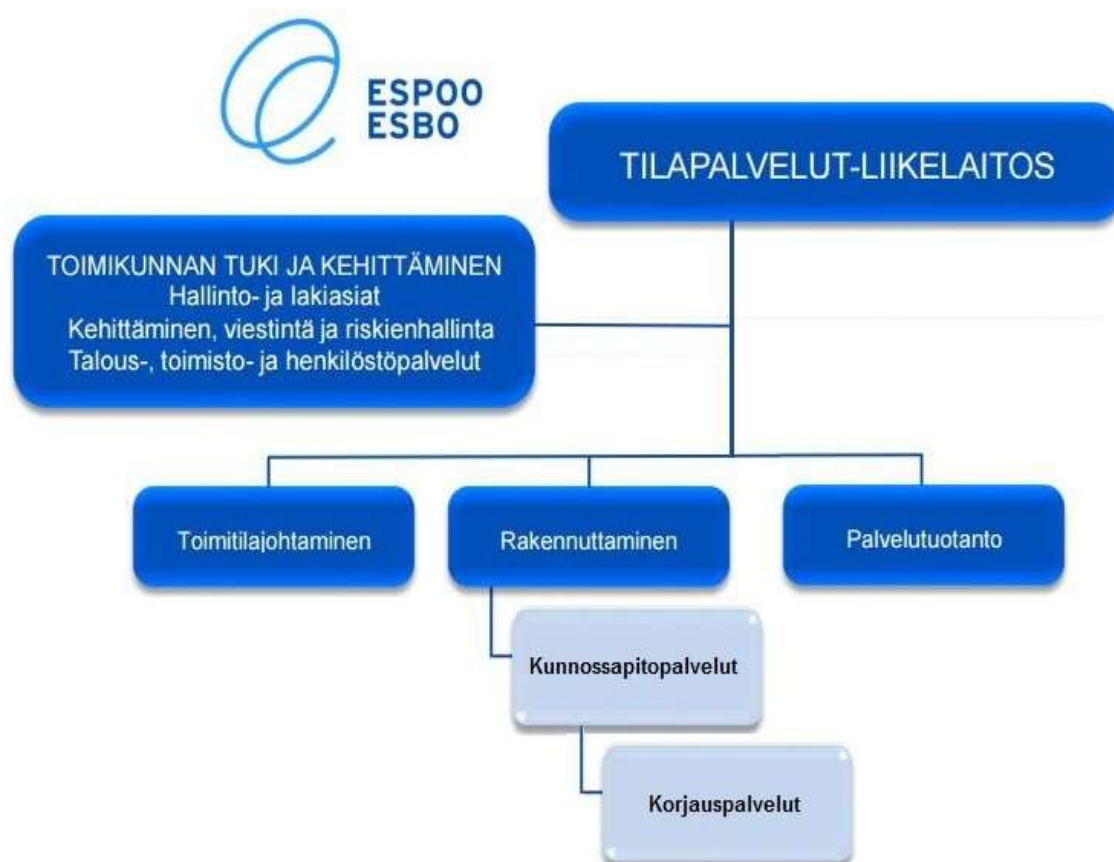 ESPOO
ESBO
TILAPALVELUT-LIIKELAITOS
TOIMIKUNNAN TUKI JA KEHITTÄMINEN
Hallinto- ja lakiasiat
Kehittäminen, viestintä ja riskienhallinta
Talous-, toimisto- ja henkilöstöpalvelut
Toimitilajohtaminen
Rakennuttaminen
Palvelutuotanto
Kunnossapitopalvelut
Korjauspalvelut